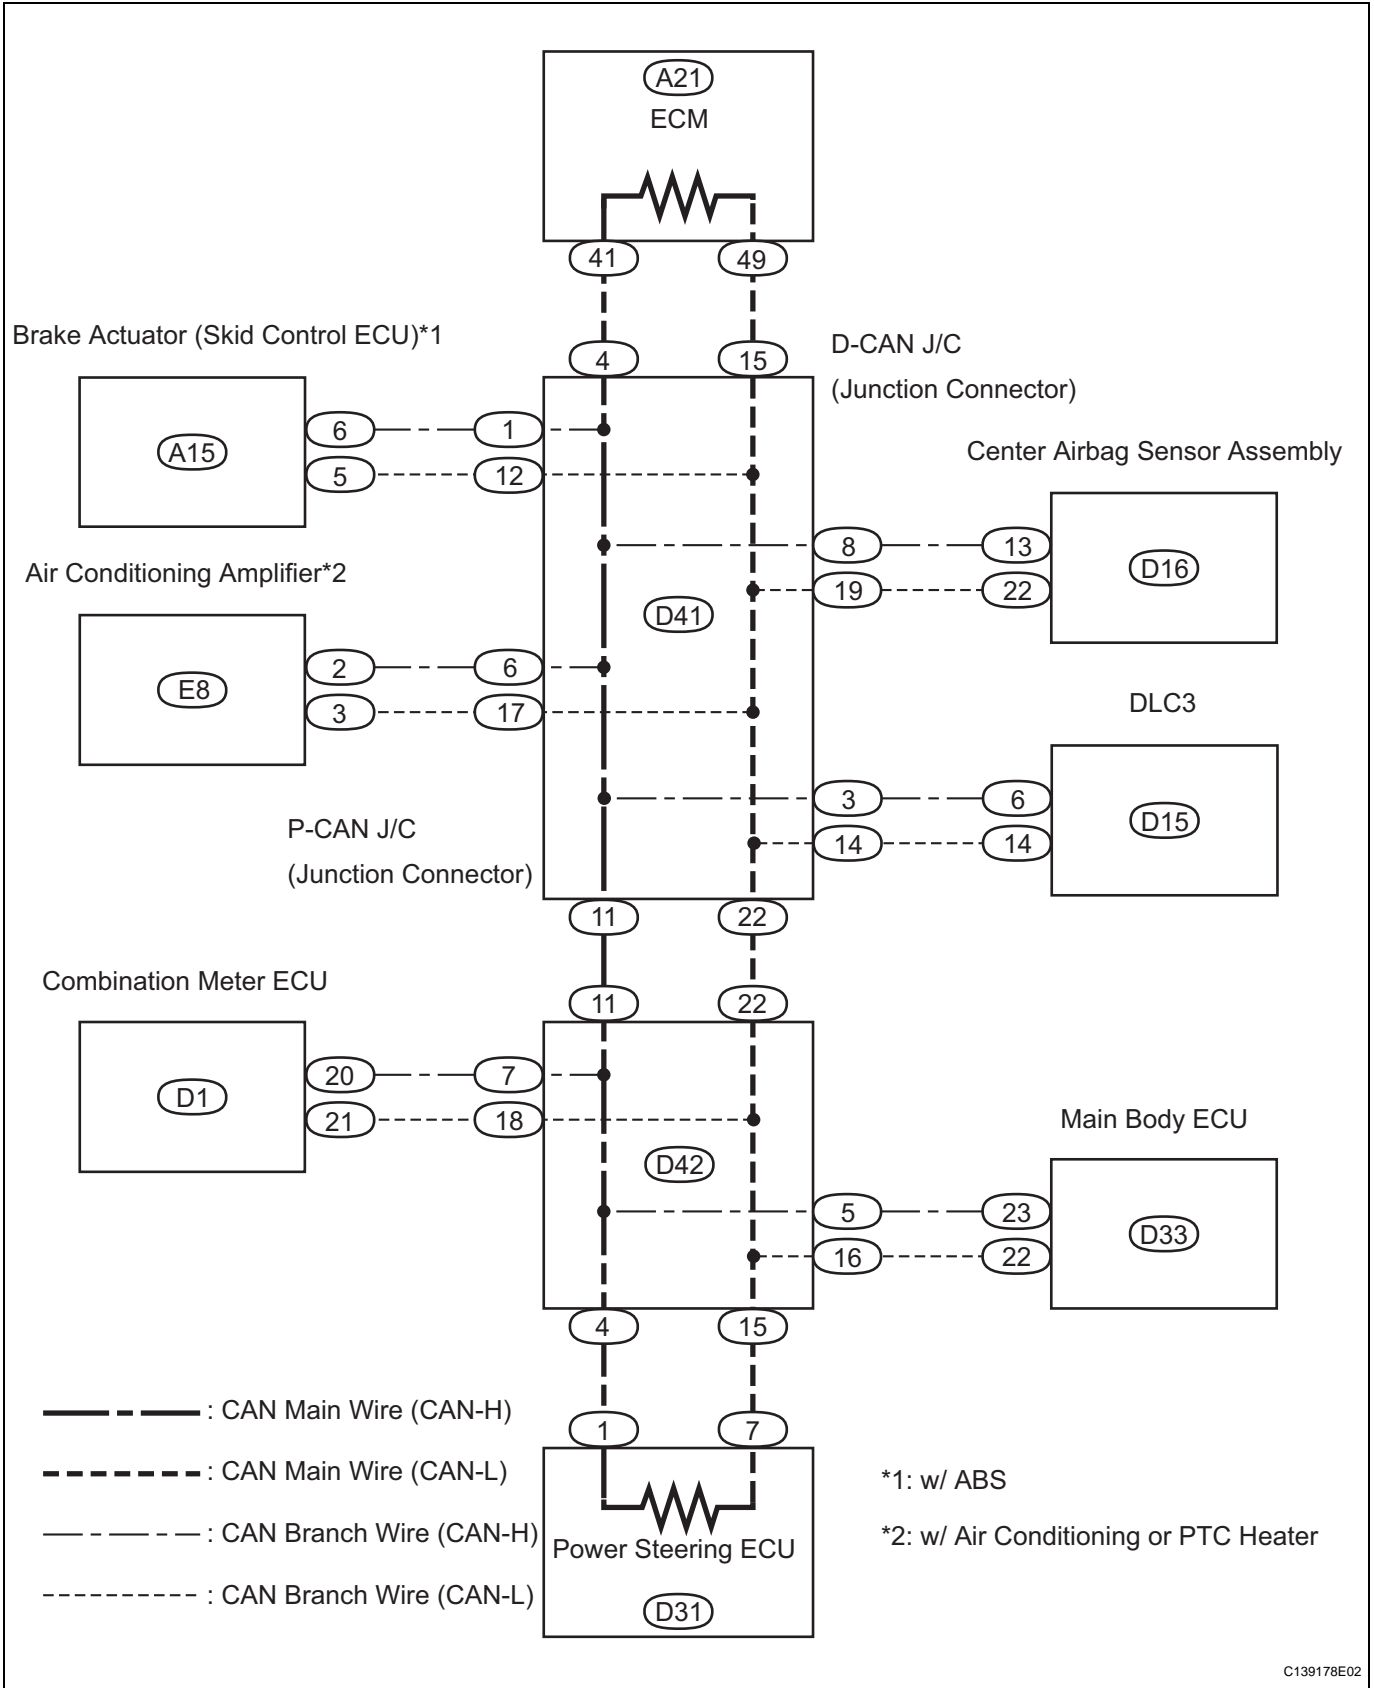 A21
ECM
41 49
Brake Actuator (Skid Control ECU)*1
4 15
D-CAN J/C
(Junction Connector)
A15
6 1
5 12
Center Airbag Sensor Assembly
8 13
19 22
D16
Air Conditioning Amplifier*2
D41
E8
2 6
3 17
DLC3
3 6
14 14
D15
P-CAN J/C
(Junction Connector)
11 22
Combination Meter ECU
11 22
D1
20 7
21 18
Main Body ECU
D42
5 23
16 22
D33
4 15
: CAN Main Wire (CAN-H)
1 7
: CAN Main Wire (CAN-L)
*1: w/ ABS
: CAN Branch Wire (CAN-H)
Power Steering ECU
*2: w/ Air Conditioning or PTC Heater
: CAN Branch Wire (CAN-L)
D31
C139178E02